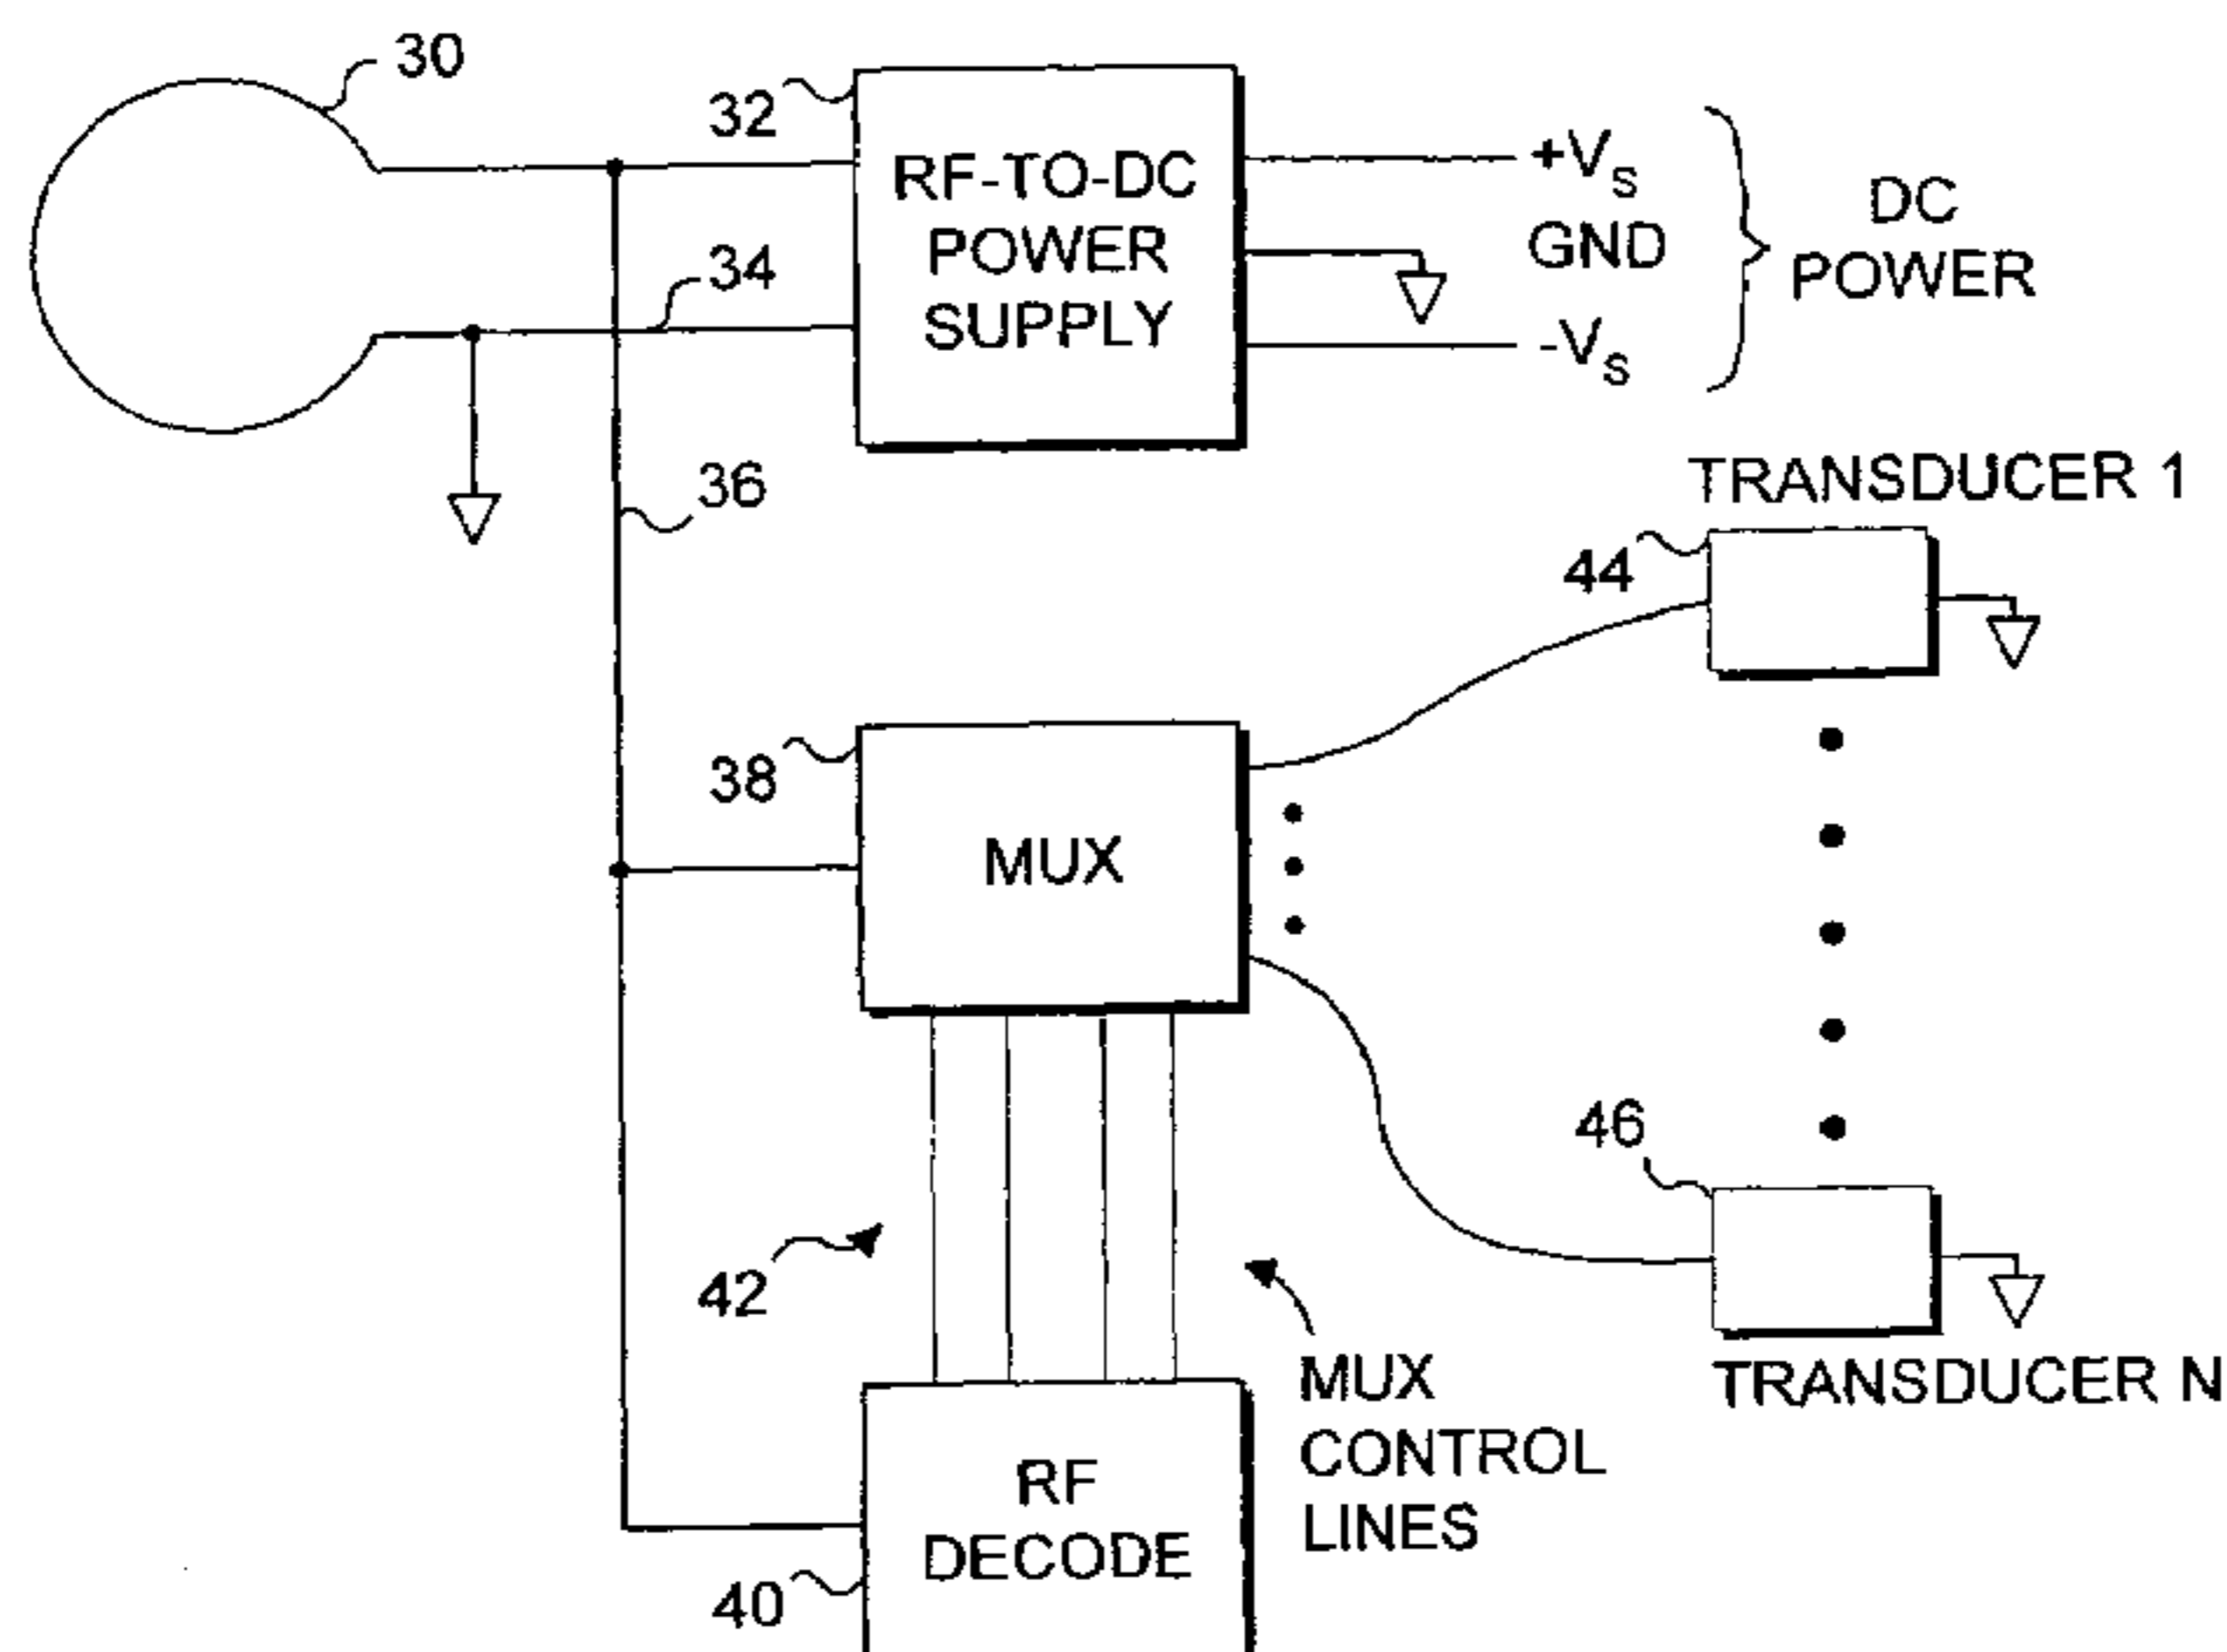 30
32
RF-TO-DC
POWER
SUPPLY
+VS
GND
-VS
DC
POWER
34
36
TRANSDUCER 1
44
38
MUX
46
TRANSDUCER N
42
MUX
CONTROL
LINES
RF
DECODE
40